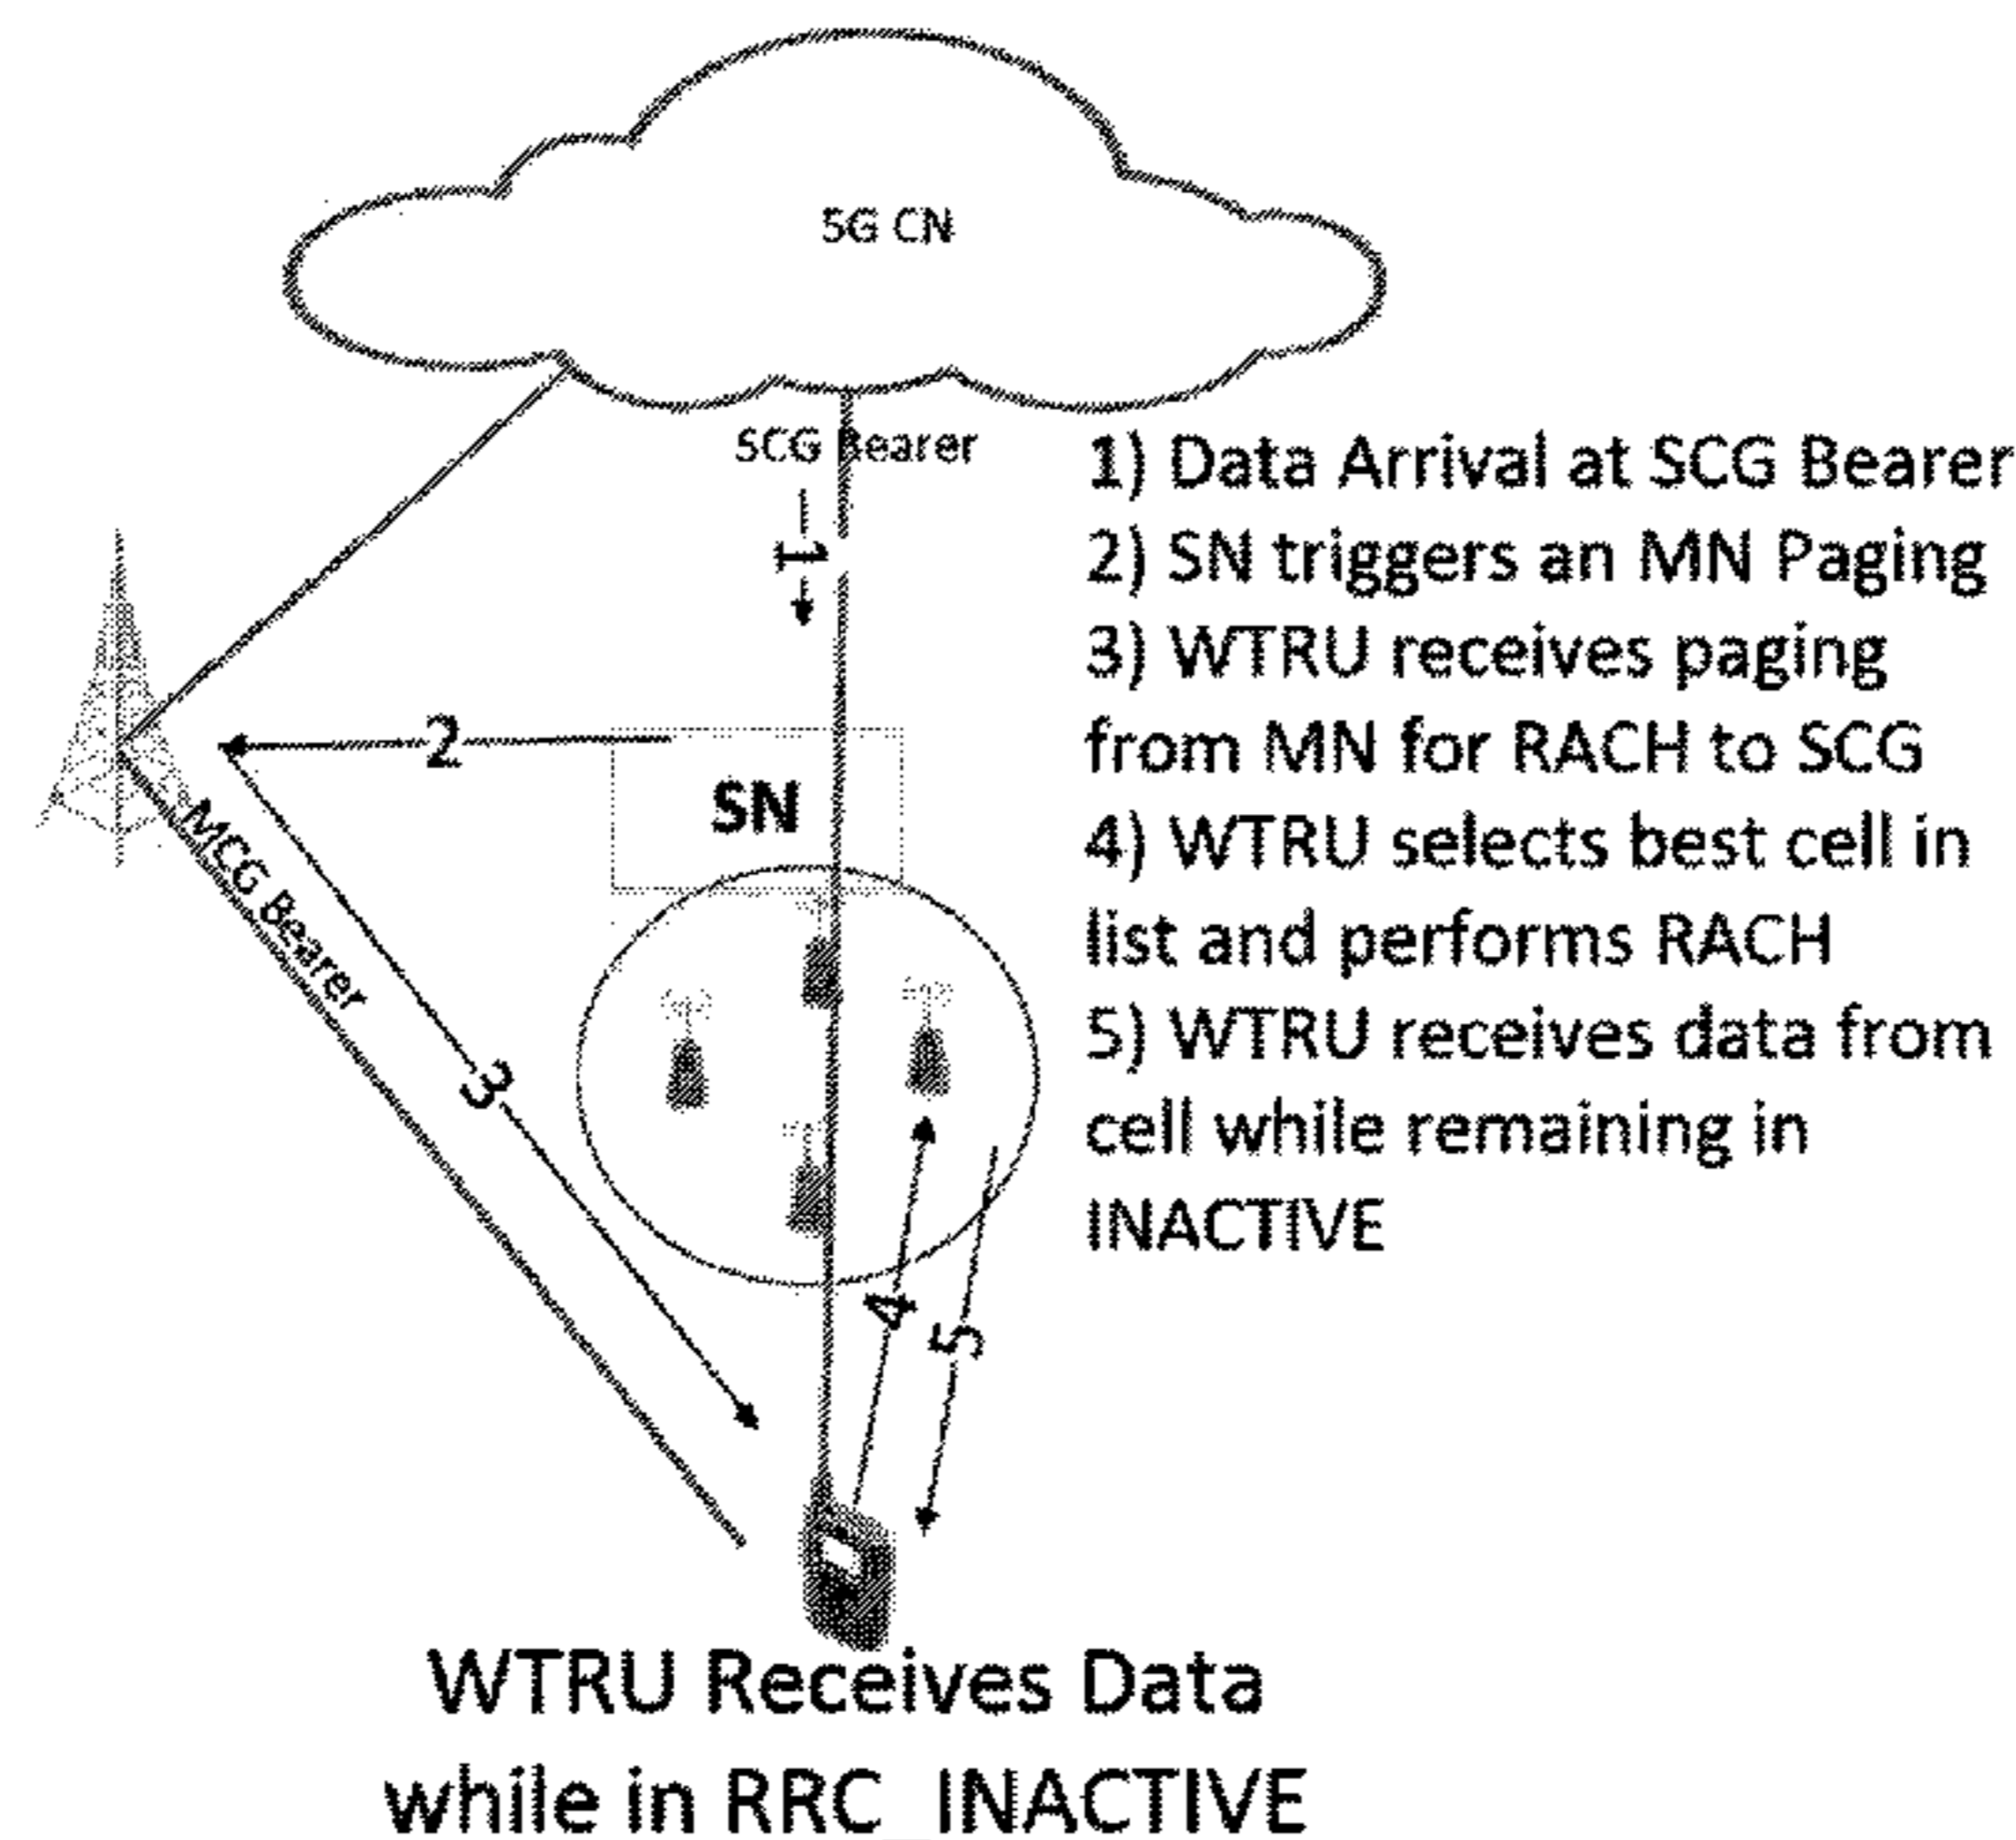 5G CN
SCG Bearer
1) Data Arrival at SCG Bearer
2) SN triggers an MN Paging
3) WTRU receives paging
from MN for RACH to SCG
4) WTRU selects best cell in
list and performs RACH
5) WTRU receives data from
cell while remaining in
INACTIVE
1
2
SN
MCG Bearer
3
4
5
WTRU Receives Data
while in RRC_INACTIVE